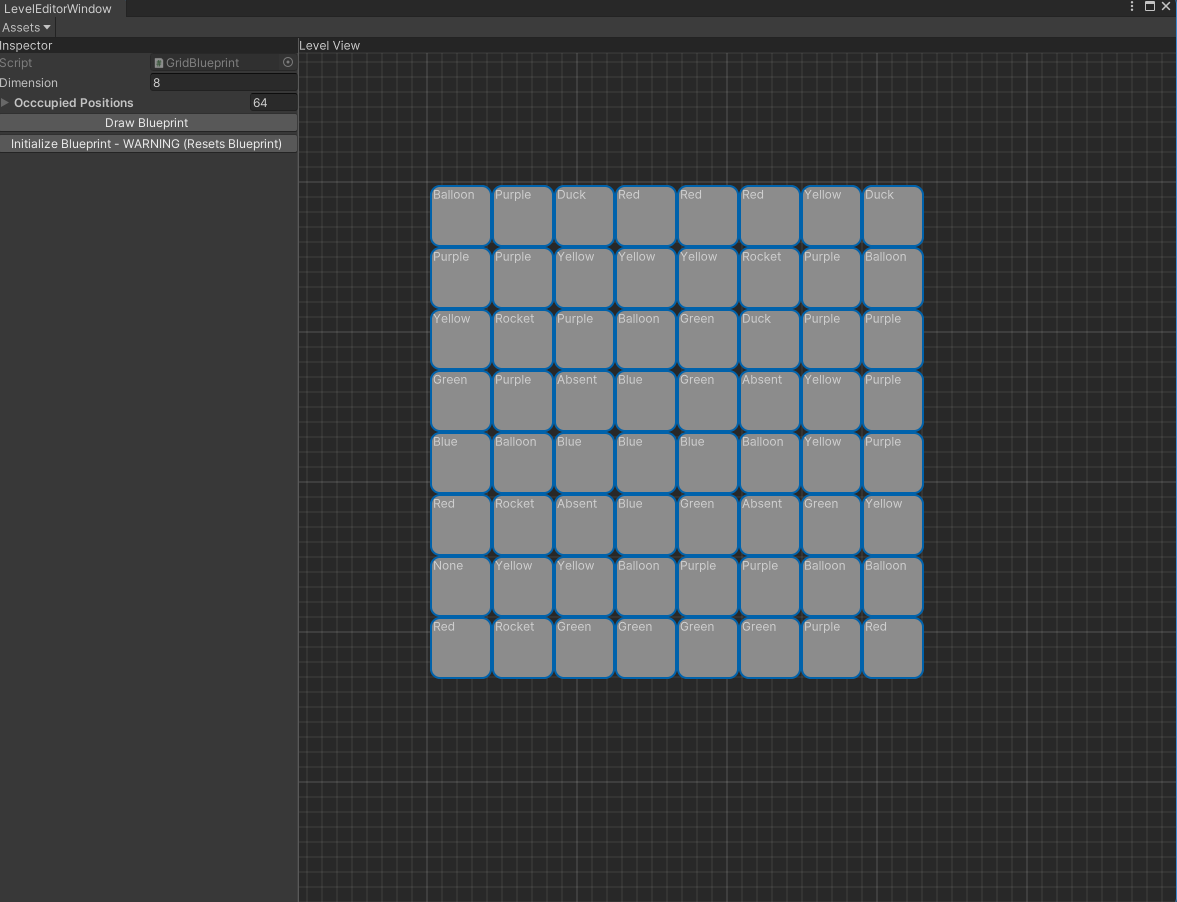 LevelEditorWindow
Assets
Inspector
Script GridBlueprint
Dimension 8
Occcupied Positions 64
Draw Blueprint
Initialize Blueprint - WARNING (Resets Blueprint)
Level View
Balloon Purple Duck Red Red Red Yellow Duck
Purple Purple Yellow Yellow Yellow Rocket Purple Balloon
Yellow Rocket Purple Balloon Green Duck Purple Purple
Green Purple Absent Blue Green Absent Yellow Purple
Blue Balloon Blue Blue Blue Balloon Yellow Purple
Red Rocket Absent Blue Green Absent Green Yellow
None Yellow Yellow Balloon Purple Purple Balloon Balloon
Red Rocket Green Green Green Green Purple Red